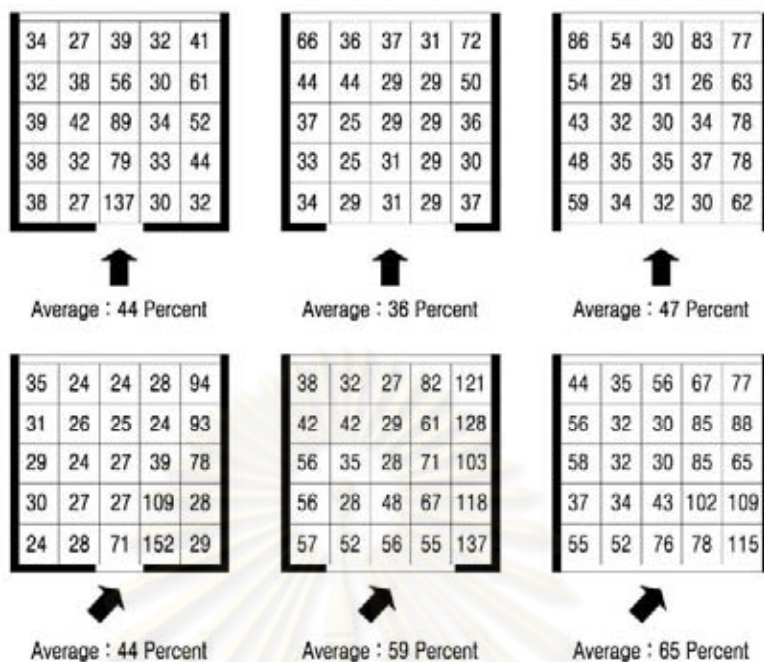 34 27 39 32 41
32 38 56 30 61
39 42 89 34 52
38 32 79 33 44
38 27 137 30 32
Average : 44 Percent
66 36 37 31 72
44 44 29 29 50
37 25 29 29 36
33 25 31 29 30
34 29 31 29 37
Average : 36 Percent
86 54 30 83 77
54 29 31 26 63
43 32 30 34 78
48 35 35 37 78
59 34 32 30 62
Average : 47 Percent
35 24 24 28 94
31 26 25 24 93
29 24 27 39 78
30 27 27 109 28
24 28 71 152 29
Average : 44 Percent
38 32 27 82 121
42 42 29 61 128
56 35 28 71 103
56 28 48 67 118
57 52 56 55 137
Average : 59 Percent
44 35 56 67 77
56 32 30 85 88
58 32 30 85 65
37 34 43 102 109
55 52 76 78 115
Average : 65 Percent